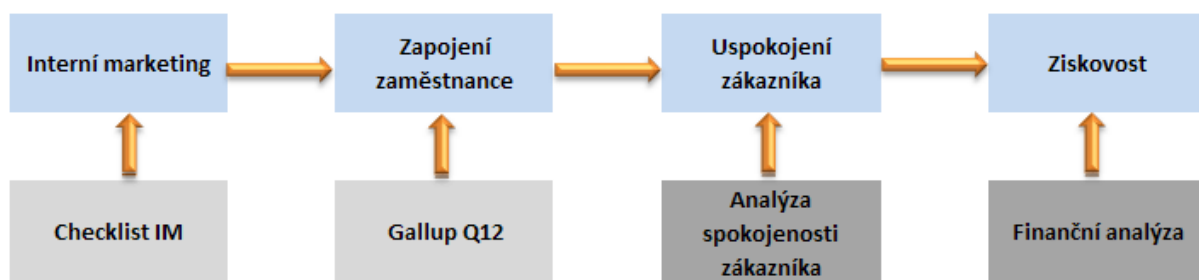 Interní marketing
Zapojení
zaměstnance
Uspokojení
zákazníka
Ziskovost
Checklist IM
Gallup Q12
Analýza
spokojenosti
zákazníka
Finanční analýza